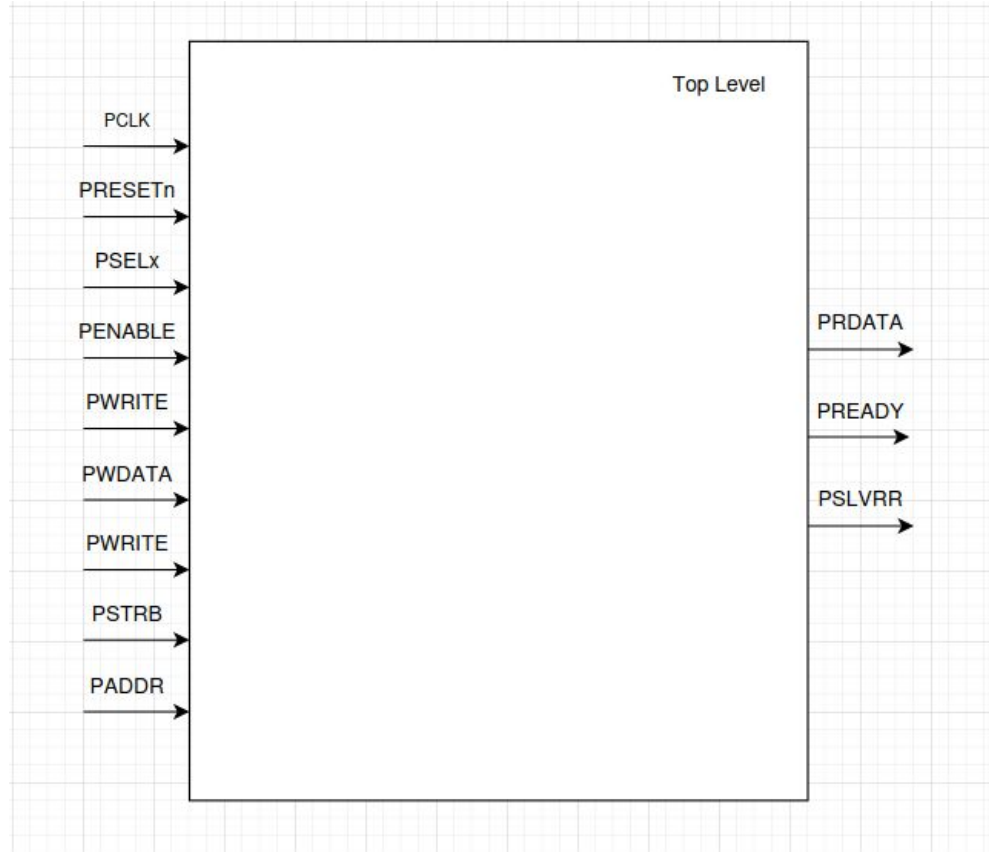 Top Level
PCLK
PRESETn
PSELx
PENABLE
PWRITE
PWDATA
PWRITE
PSTRB
PADDR
PRDATA
PREADY
PSLVRR